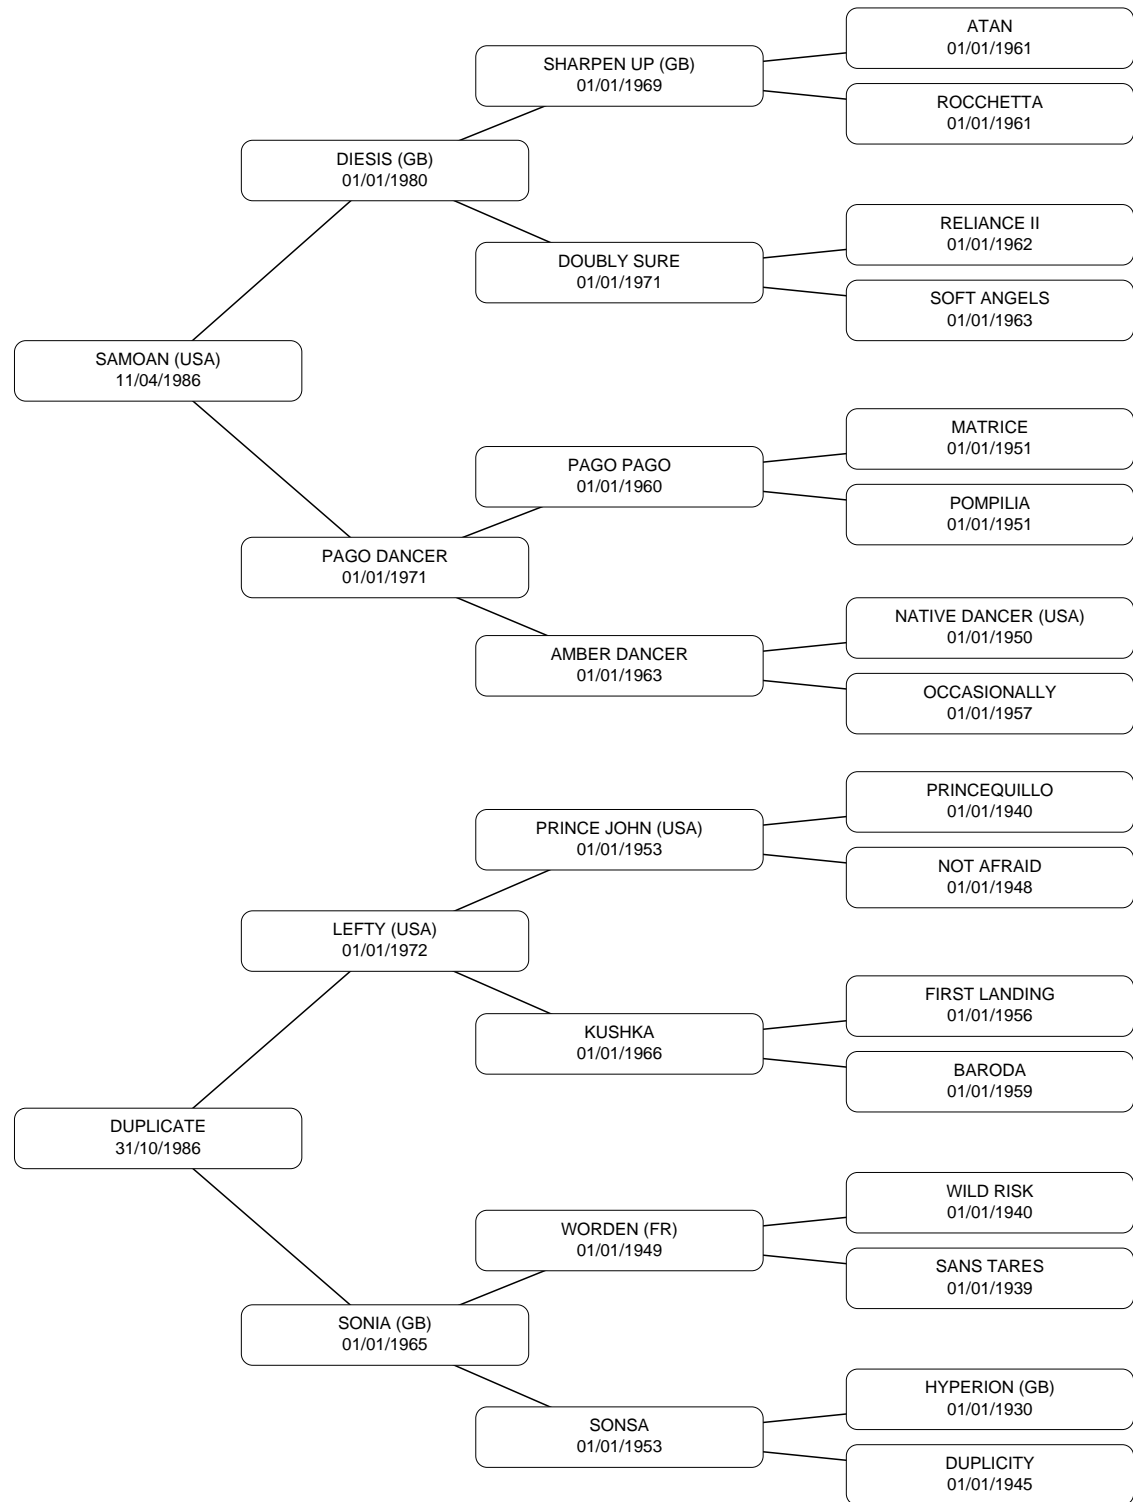 ATAN
01/01/1961
SHARPEN UP (GB)
01/01/1969
ROCCHETTA
01/01/1961
DIESIS (GB)
01/01/1980
RELIANCE II
01/01/1962
DOUBLY SURE
01/01/1971
SOFT ANGELS
01/01/1963
SAMOAN (USA)
11/04/1986
MATRICE
01/01/1951
PAGO PAGO
01/01/1960
POMPILIA
01/01/1951
PAGO DANCER
01/01/1971
NATIVE DANCER (USA)
01/01/1950
AMBER DANCER
01/01/1963
OCCASIONALLY
01/01/1957
PRINCEQUILLO
01/01/1940
PRINCE JOHN (USA)
01/01/1953
NOT AFRAID
01/01/1948
LEFTY (USA)
01/01/1972
FIRST LANDING
01/01/1956
KUSHKA
01/01/1966
BARODA
01/01/1959
DUPLICATE
31/10/1986
WILD RISK
01/01/1940
WORDEN (FR)
01/01/1949
SANS TARES
01/01/1939
SONIA (GB)
01/01/1965
HYPERION (GB)
01/01/1930
SONSA
01/01/1953
DUPLICITY
01/01/1945